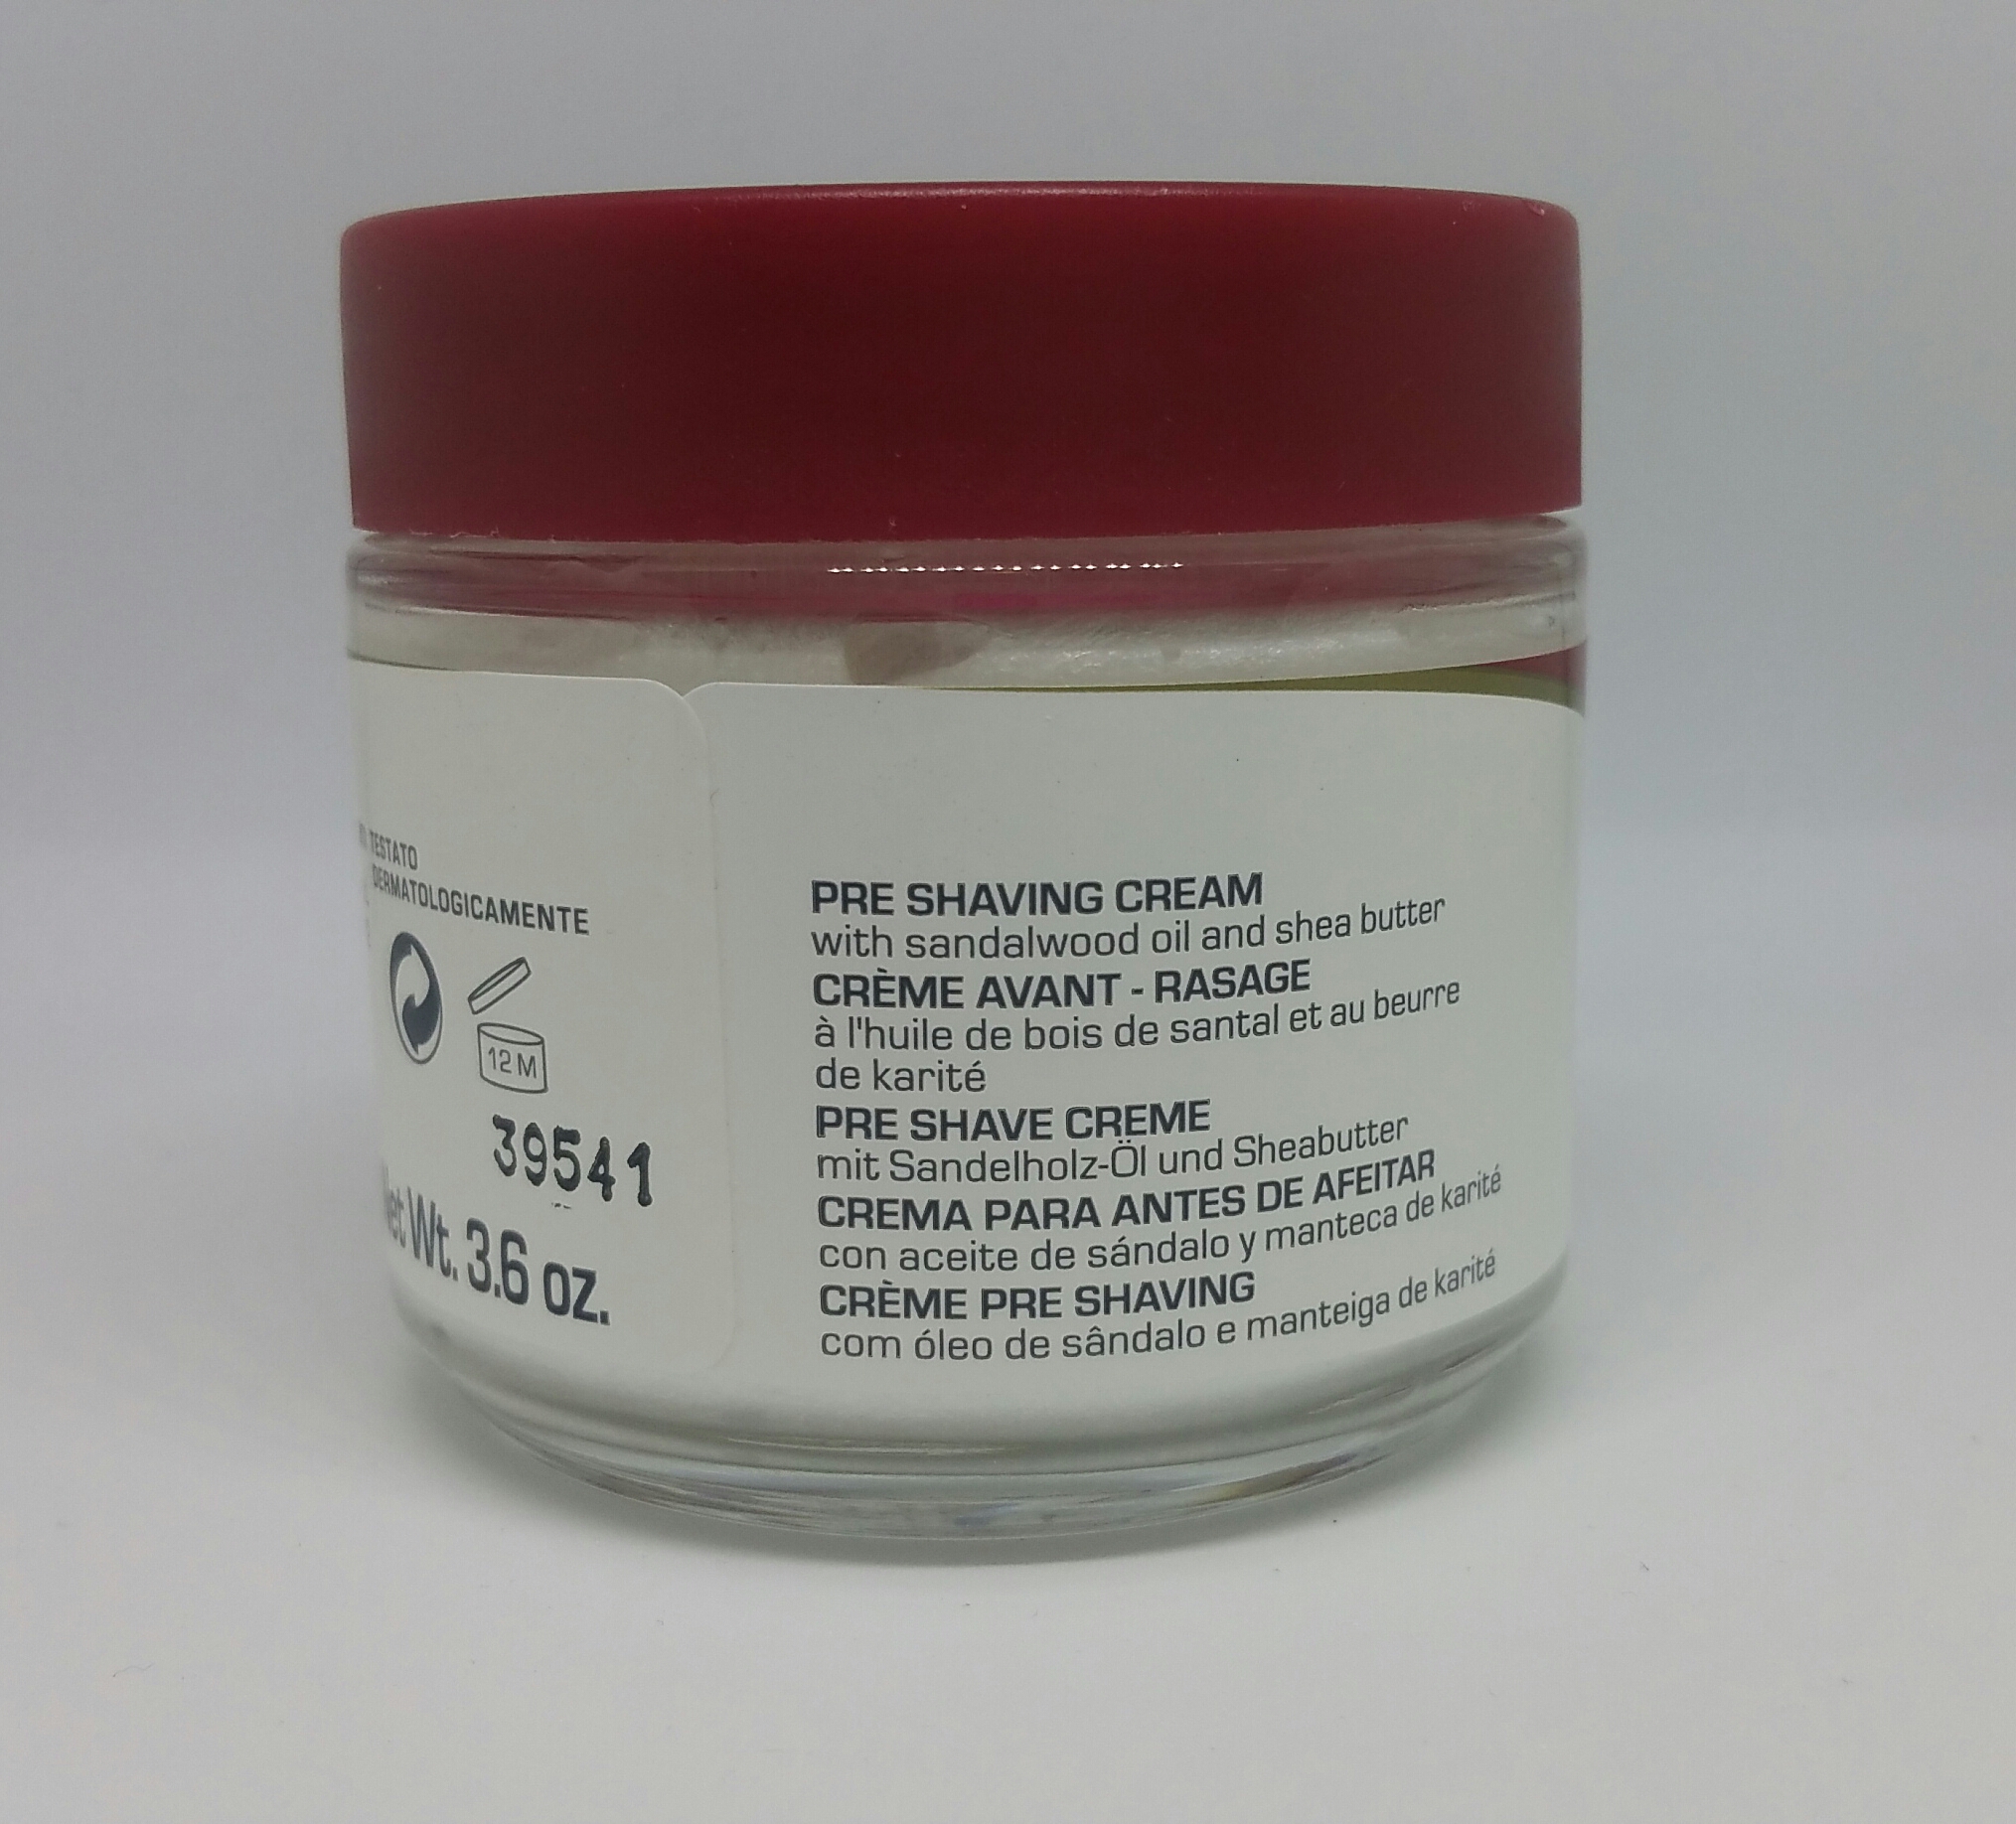 TESTATO
DERMATOLOGICAMENTE
12 M
39541
Net Wt. 3.6 oz.
PRE SHAVING CREAM
with sandalwood oil and shea butter
CRÈME AVANT - RASAGE
à l'huile de bois de santal et au beurre
de karité
PRE SHAVE CREME
mit Sandelholz-Öl und Sheabutter
CREMA PARA ANTES DE AFEITAR
con aceite de sándalo y manteca de karité
CRÈME PRE SHAVING
com óleo de sândalo e manteiga de karité